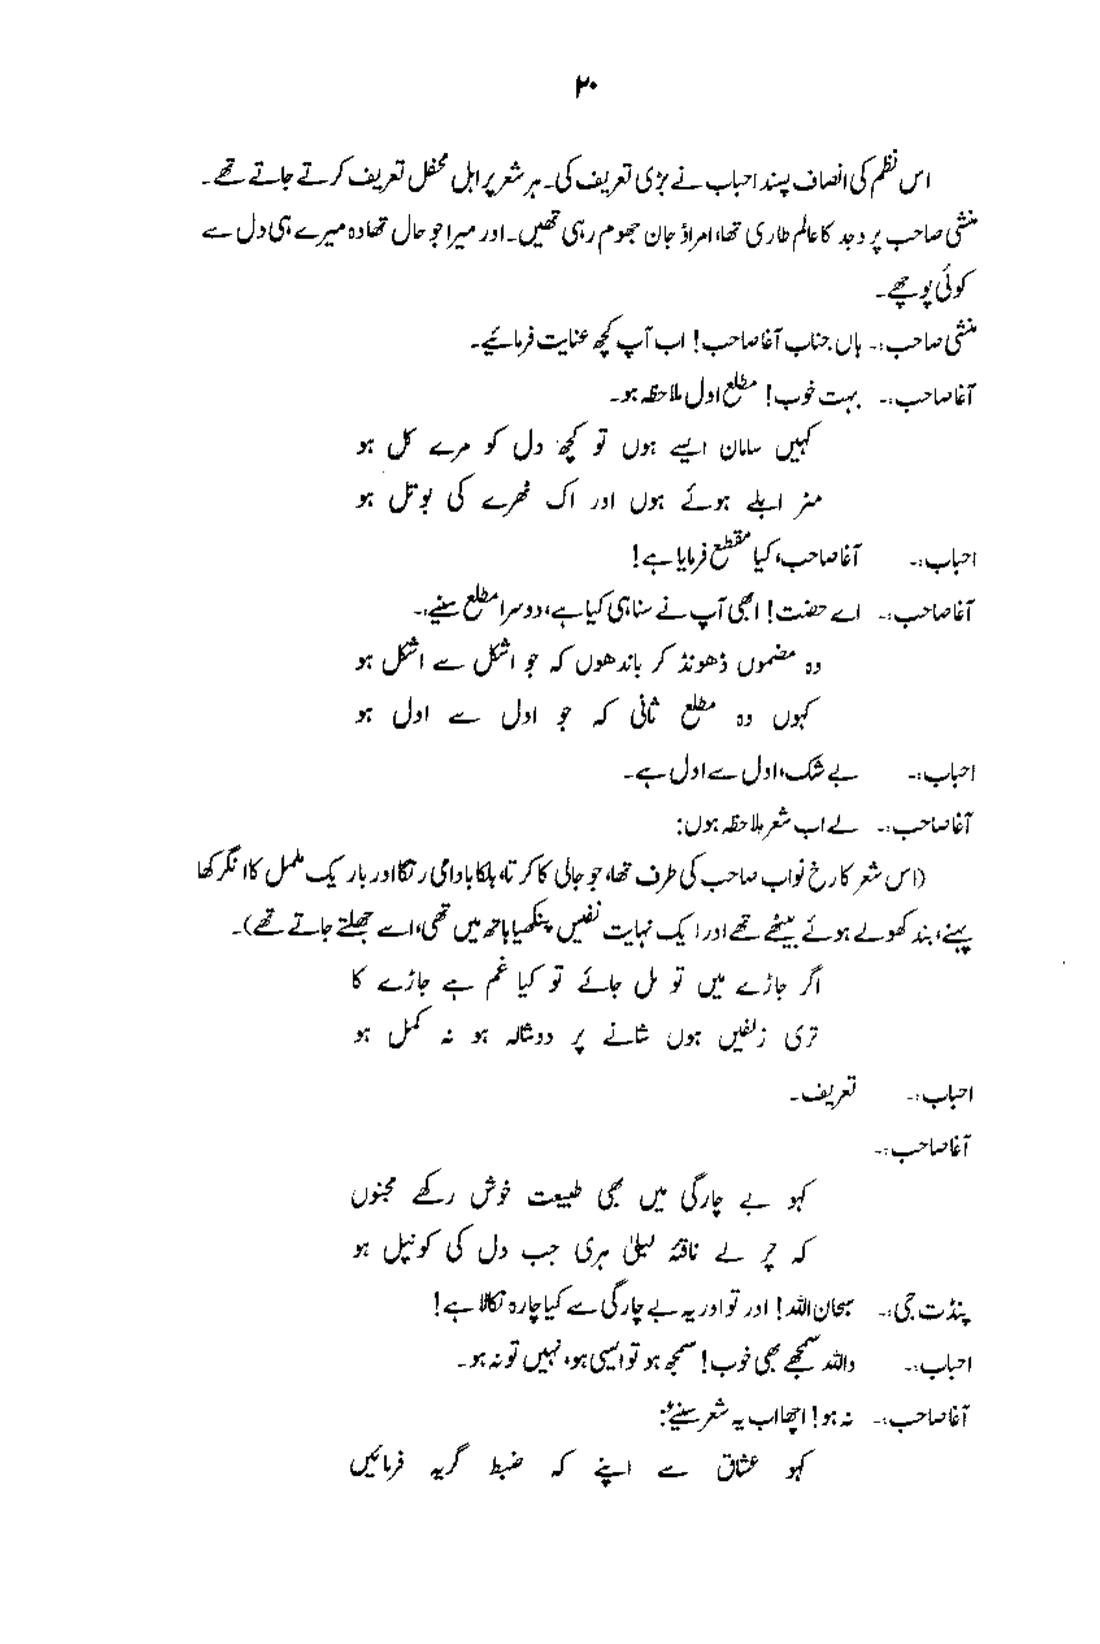 ۲۰
اس نظم کی انصاف پسند احباب نے بڑی تعریف کی۔ ہر شعر پر اہل محفل تعریف کرتے جاتے تھے۔
منشی صاحب پر وجد کا عالم طاری تھا، امراؤ جان جھوم رہی تھیں۔ اور میرا جو حال تھا وہ میرے ہی دل سے
کوئی پوچھے۔
منشی صاحب:۔ ہاں جناب آغا صاحب! اب آپ کچھ عنایت فرمائیے۔
آغا صاحب:۔ بہت خوب! مطلع اول ملاحظہ ہو۔
کہیں سامان ایسے ہوں تو کچھ دل کو مرے کل ہو
مٹر ابلے ہوئے ہوں اور اک ٹھرے کی بوتل ہو
احباب:۔ آغا صاحب، کیا مقطع فرمایا ہے!
آغا صاحب:۔ اے حضت! ابھی آپ نے سنا ہی کیا ہے، دوسرا مطلع سنیے:۔
وہ مضموں ڈھونڈ کر باندھوں کہ جو اشکل سے اشکل ہو
کہوں وہ مطلع ثانی کہ جو اول سے اول ہو
احباب:۔ بے شک، اول سے اول ہے۔
آغا صاحب:۔ لے اب شعر ملاحظہ ہوں:
(اس شعر کا رخ نواب صاحب کی طرف تھا، جو جالی کا کرتہ، ہلکا بادامی رنگا اور باریک ململ کا انگرکھا
پہنے، بند کھولے ہوئے بیٹھے تھے اور ایک نہایت نفیس پنکھیا ہاتھ میں تھی، اسے جھلتے جاتے تھے)۔
اگر جاڑے میں تو مل جائے تو کیا غم ہے جاڑے کا
تری زلفیں ہوں شانے پر دوشالہ ہو نہ کمل ہو
احباب:۔ تعریف۔
آغا صاحب:۔
کہو بے چارگی میں بھی طبیعت خوش رکھے مجنوں
کہ چر لے ناقۂ لیلیٰ ہری جب دل کی کونپل ہو
پنڈت جی:۔ سبحان اللہ! اور تو اور یہ بے چارگی سے کیا چارہ نکالا ہے!
احباب:۔ واللہ سمجھے بھی خوب! سمجھ ہو تو ایسی ہو، نہیں تو نہ ہو۔
آغا صاحب:۔ نہ ہو! اچھا اب یہ شعر سنیئے:
کہو عشاق سے اپنے کہ ضبط گریہ فرمائیں